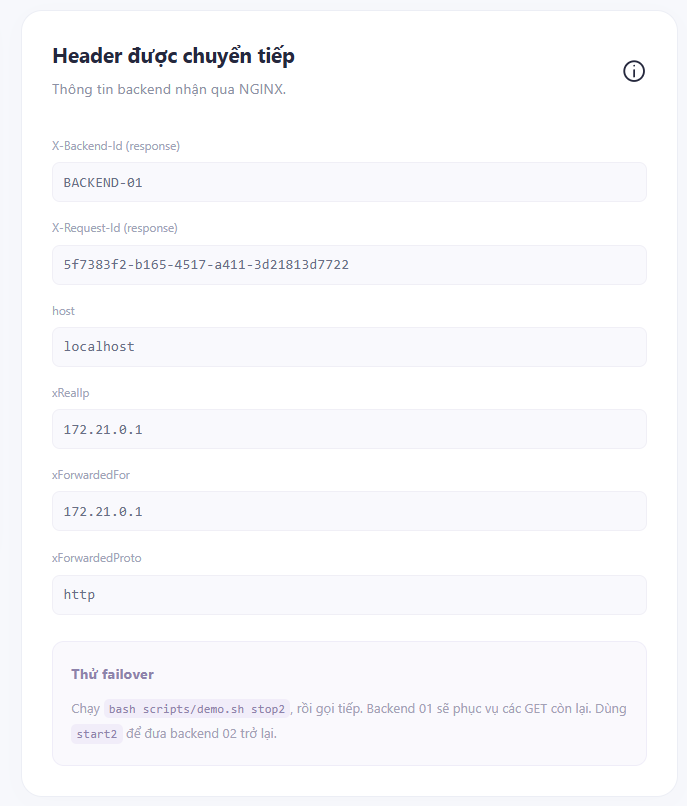 Header được chuyển tiếp
Thông tin backend nhận qua NGINX.
X-Backend-Id (response)
BACKEND-01
X-Request-Id (response)
5f7383f2-b165-4517-a411-3d21813d7722
host
localhost
xRealIp
172.21.0.1
xForwardedFor
172.21.0.1
xForwardedProto
http
Thử failover
Chạy bash scripts/demo.sh stop2, rồi gọi tiếp. Backend 01 sẽ phục vụ các GET còn lại. Dùng
start2 để đưa backend 02 trở lại.